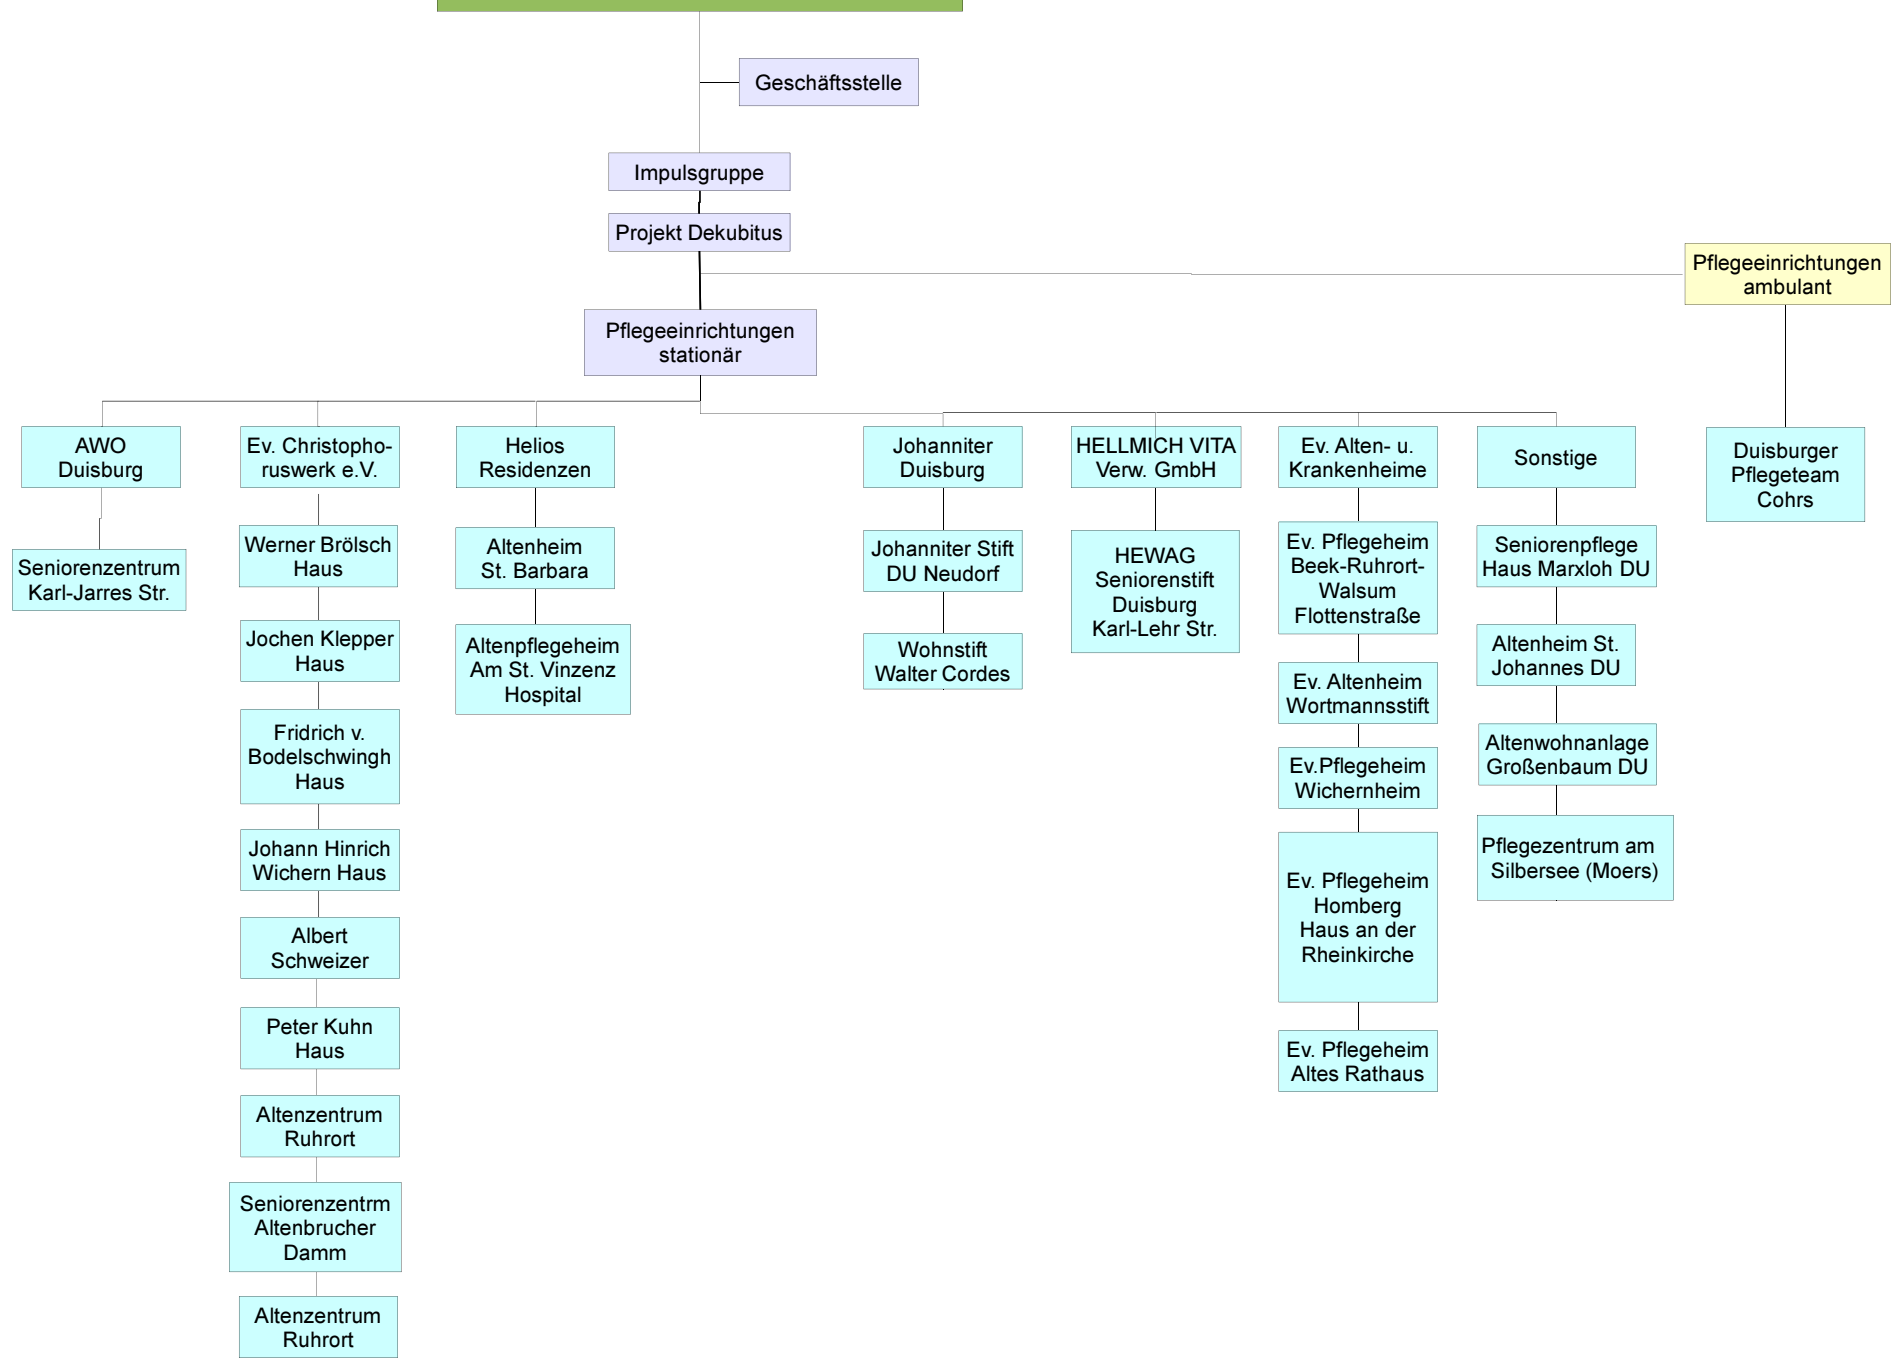 Geschäftsstelle
Impulsgruppe
Projekt Dekubitus
Pflegeeinrichtungen
ambulant
Pflegeeinrichtungen
stationär
AWO
Duisburg
Seniorenzentrum
Karl-Jarres Str.
Ev. Christopho-
ruswerk e.V.
Werner Brölsch
Haus
Jochen Klepper
Haus
Fridrich v.
Bodelschwingh
Haus
Johann Hinrich
Wichern Haus
Albert
Schweizer
Peter Kuhn
Haus
Altenzentrum
Ruhrort
Seniorenzentrm
Altenbrucher
Damm
Altenzentrum
Ruhrort
Helios
Residenzen
Altenheim
St. Barbara
Altenpflegeheim
Am St. Vinzenz
Hospital
Johanniter
Duisburg
Johanniter Stift
DU Neudorf
Wohnstift
Walter Cordes
HELLMICH VITA
Verw. GmbH
HEWAG
Seniorenstift
Duisburg
Karl-Lehr Str.
Ev. Alten- u.
Krankenheime
Ev. Pflegeheim
Beek-Ruhrort-
Walsum
Flottenstraße
Ev. Altenheim
Wortmannsstift
Ev.Pflegeheim
Wichernheim
Ev. Pflegeheim
Homberg
Haus an der
Rheinkirche
Ev. Pflegeheim
Altes Rathaus
Sonstige
Seniorenpflege
Haus Marxloh DU
Altenheim St.
Johannes DU
Altenwohnanlage
Großenbaum DU
Pflegezentrum am
Silbersee (Moers)
Duisburger
Pflegeteam
Cohrs